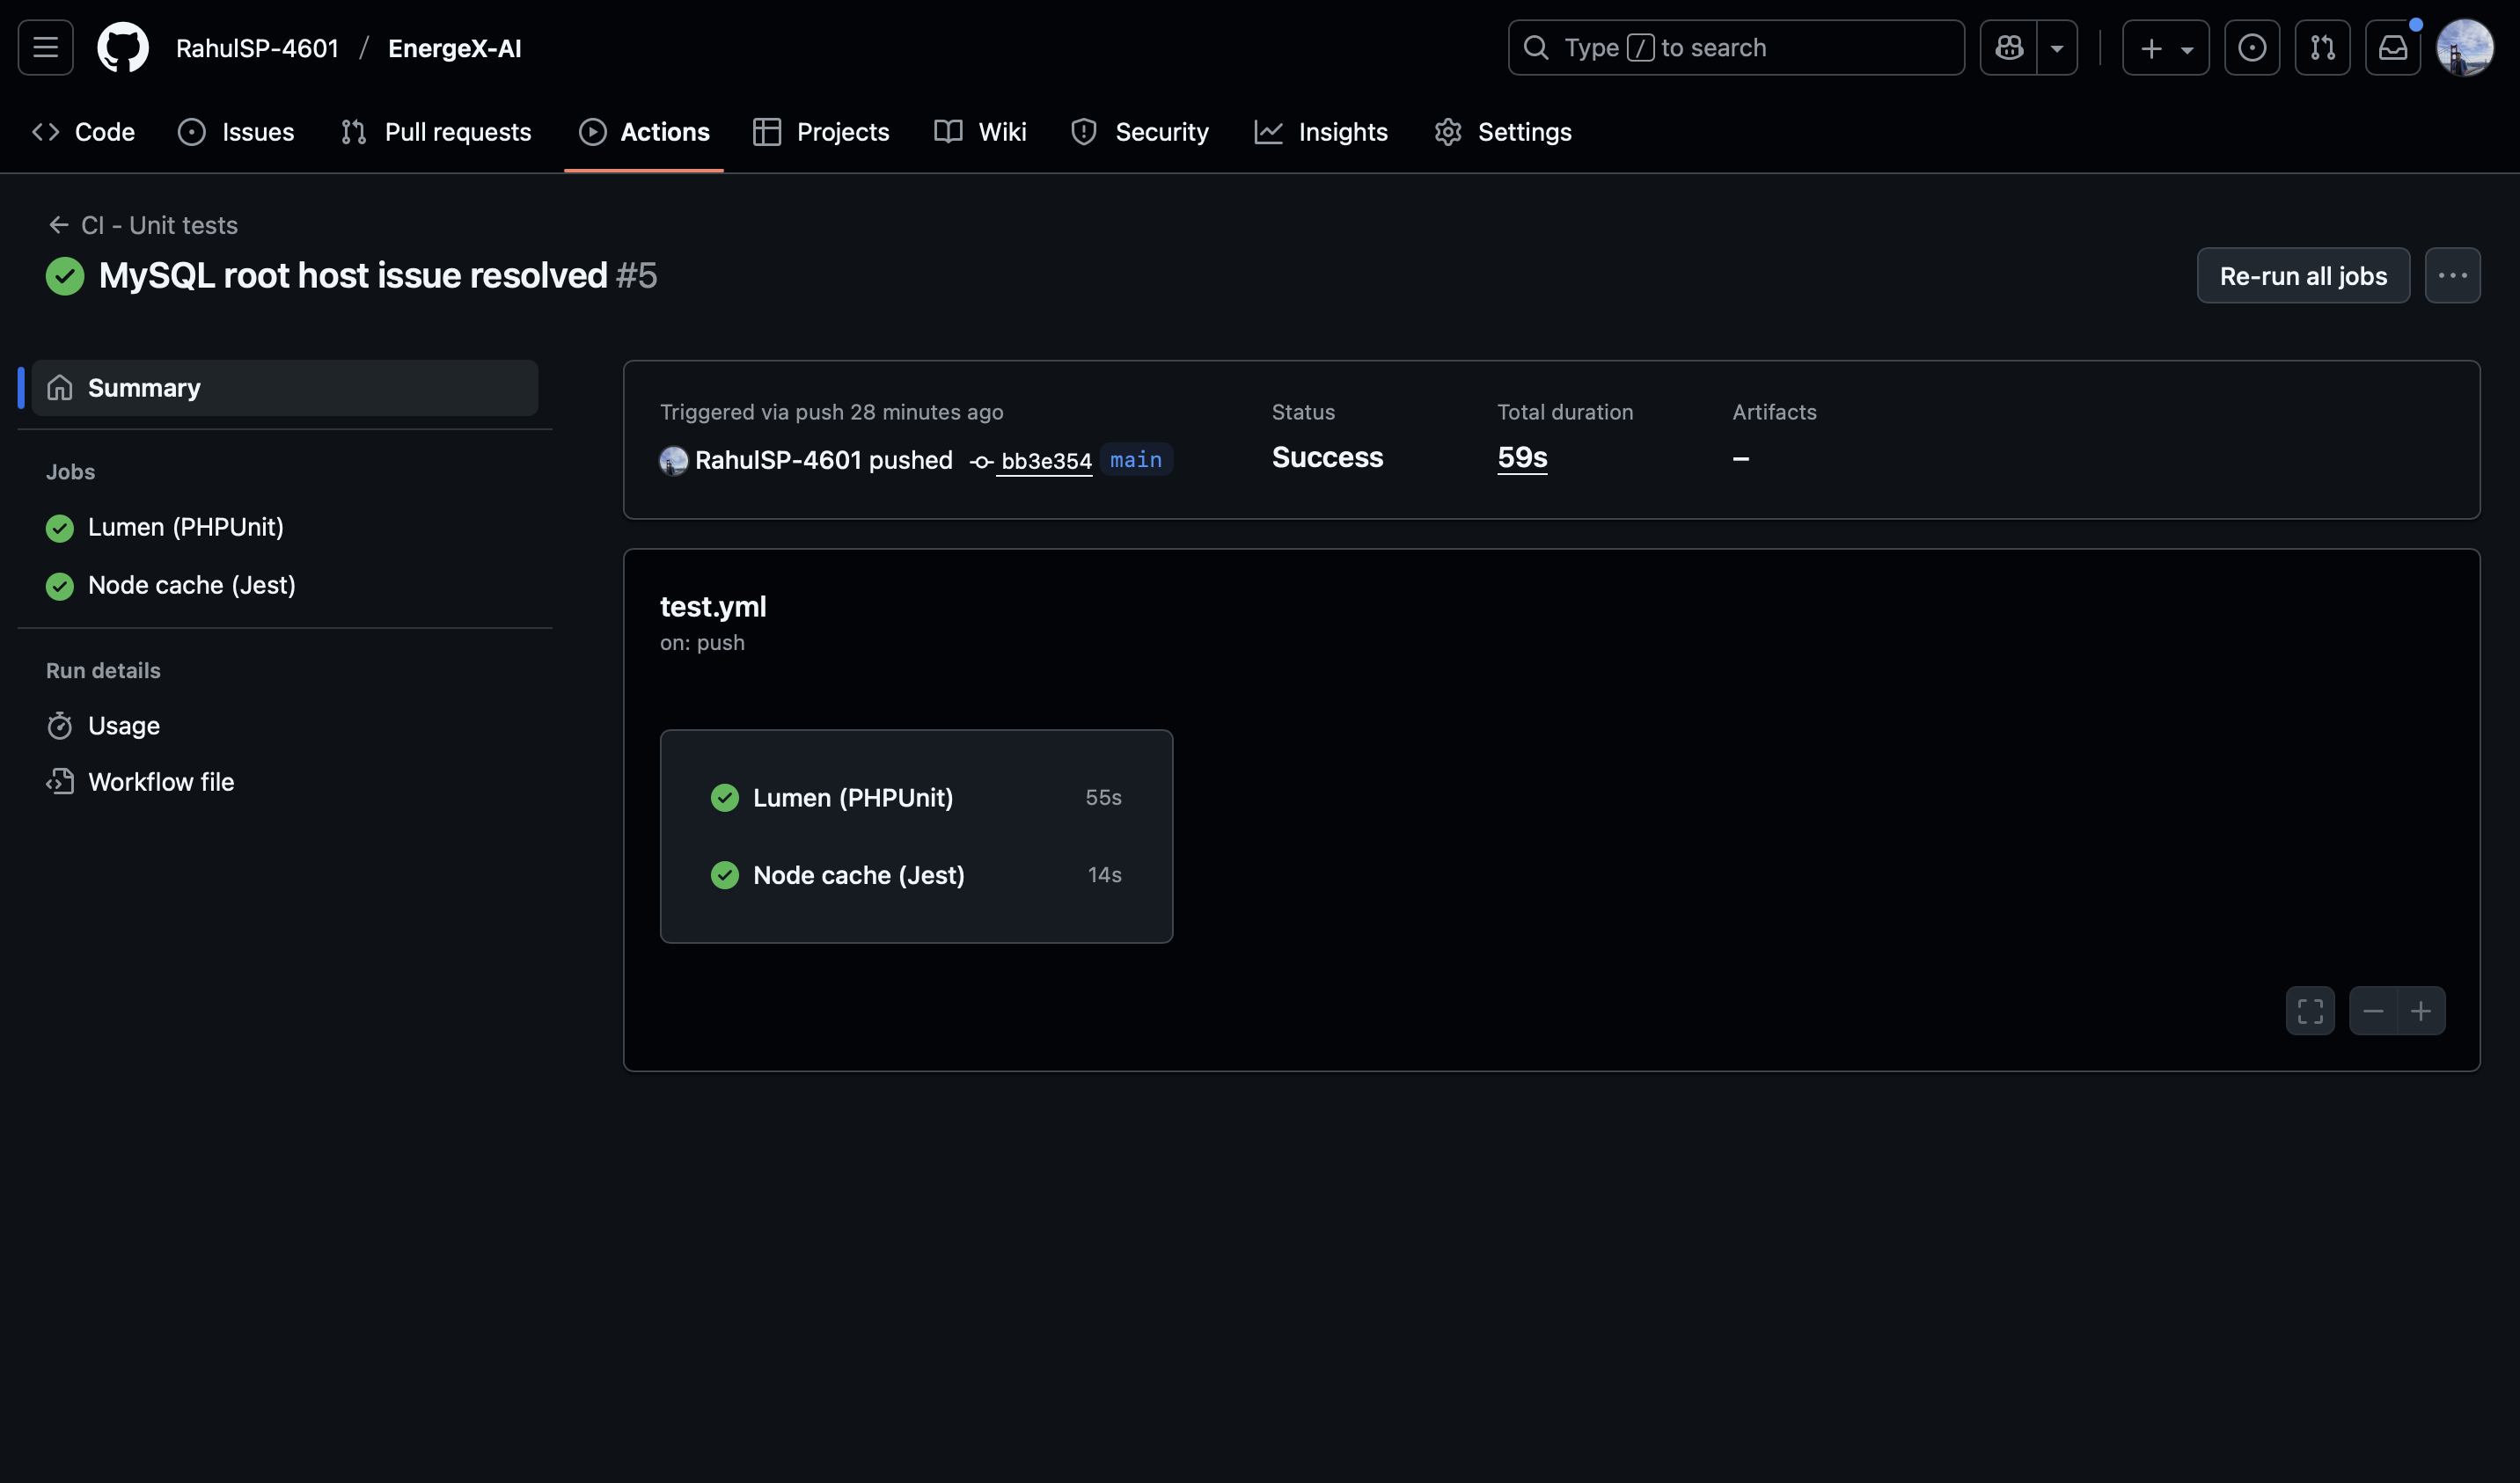 RahulSP-4601 / EnergeX-AI
Type / to search
Code Issues Pull requests Actions Projects Wiki Security Insights Settings
CI - Unit tests
MySQL root host issue resolved #5
Re-run all jobs
Summary
Jobs
Lumen (PHPUnit)
Node cache (Jest)
Run details
Usage
Workflow file
Triggered via push 28 minutes ago
RahulSP-4601 pushed bb3e354 main
Status
Success
Total duration
59s
Artifacts
–
test.yml
on: push
Lumen (PHPUnit) 55s
Node cache (Jest) 14s